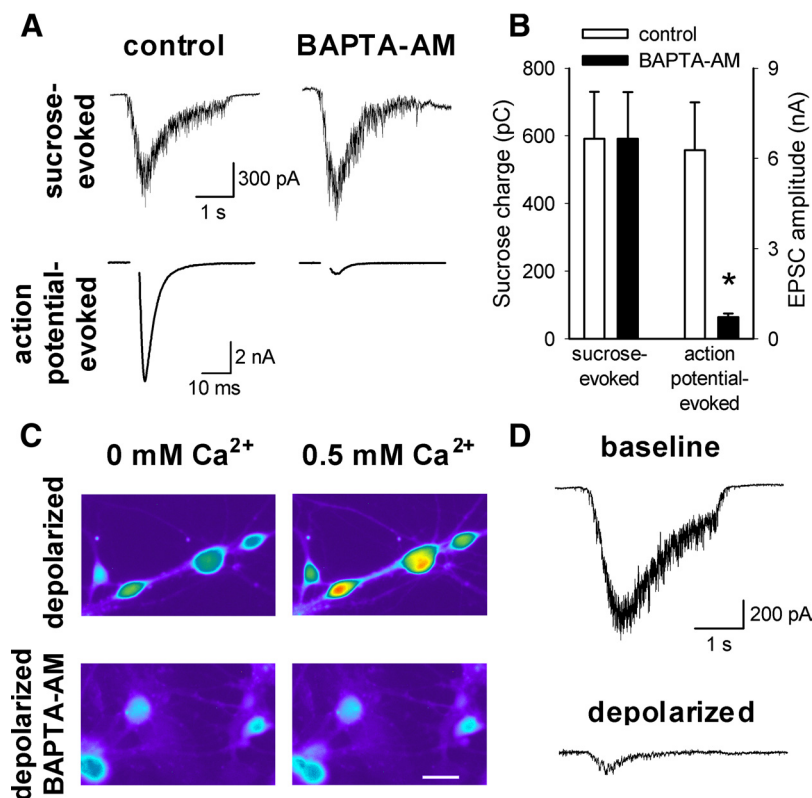 A
control
BAPTA-AM
sucrose-
evoked
300 pA
1 s
action
potential-
evoked
2 nA
10 ms
B
control
BAPTA-AM
Sucrose charge (pC)
800
600
400
200
0
EPSC amplitude (nA)
9
6
3
0
*
sucrose-
evoked
action
potential-
evoked
C
0 mM Ca²⁺
0.5 mM Ca²⁺
depolarized
depolarized
BAPTA-AM
D
baseline
200 pA
1 s
depolarized